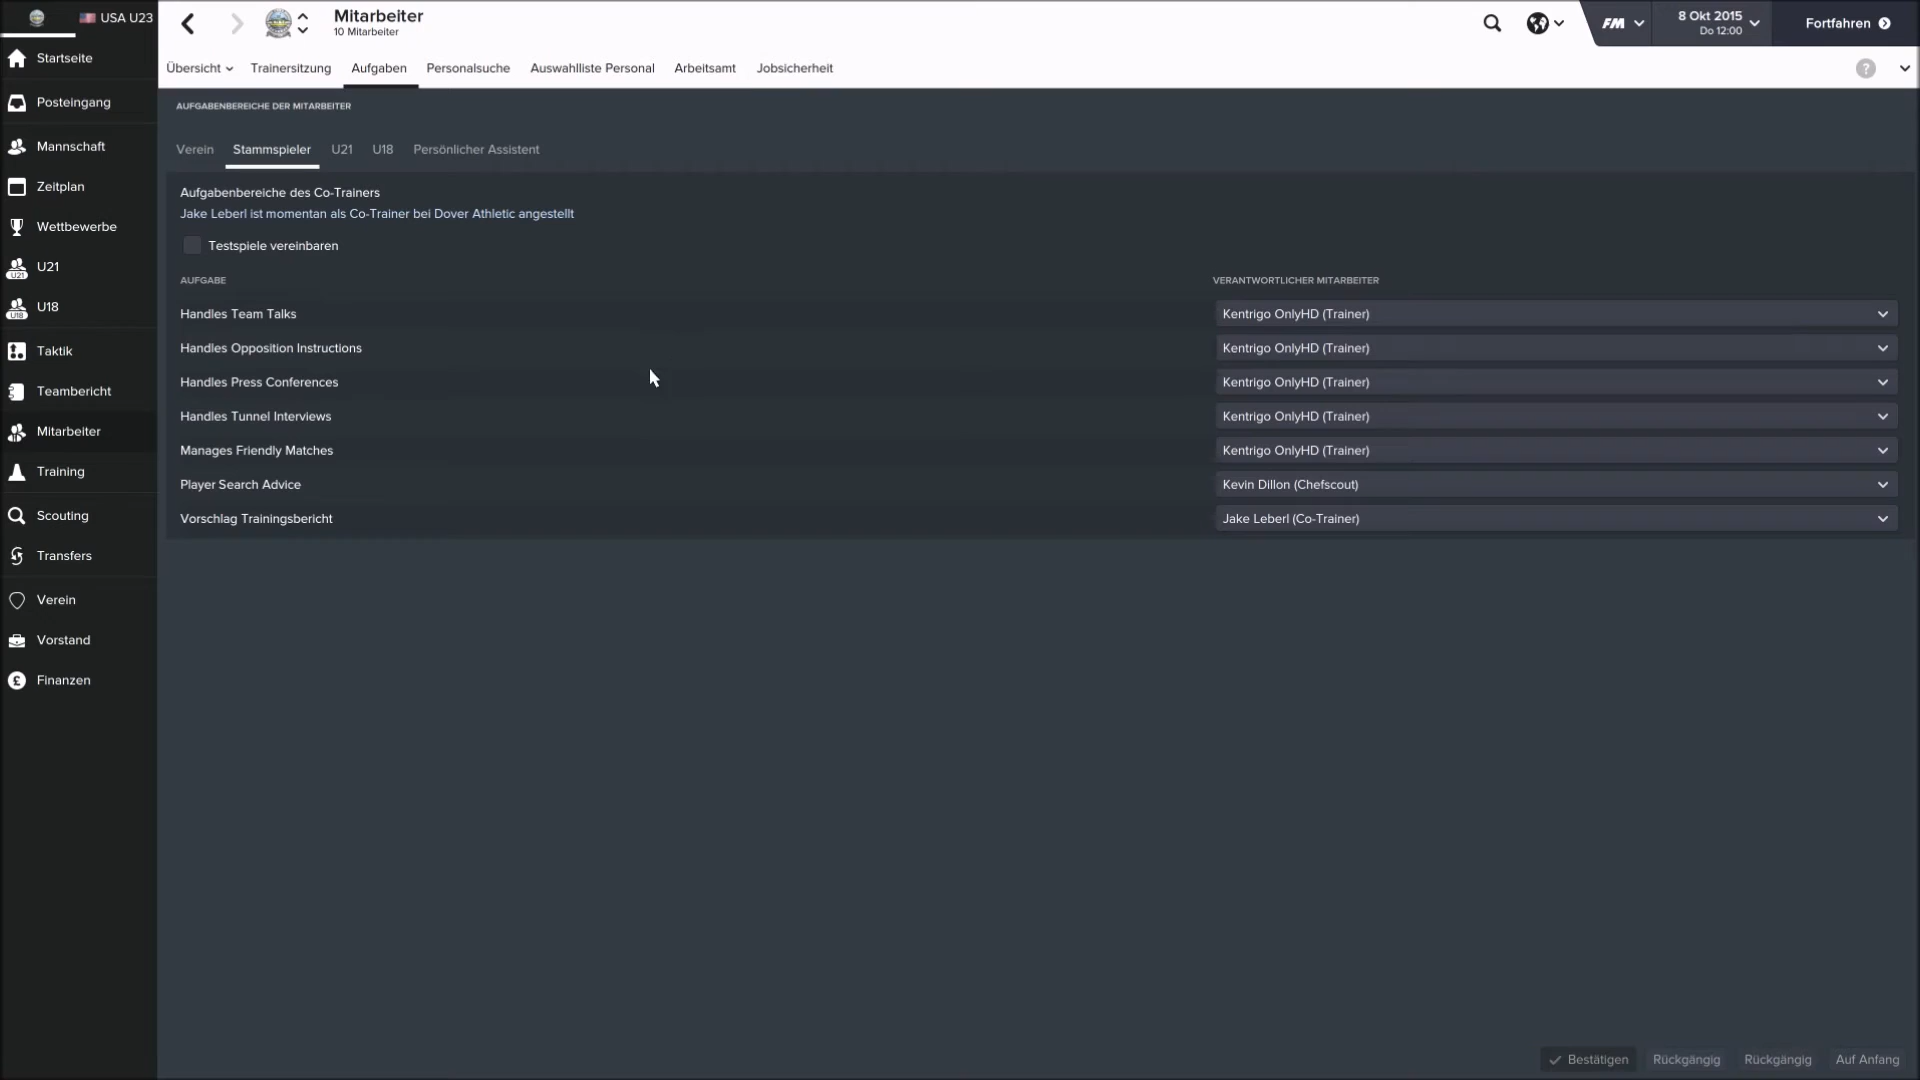 USA U23
Mitarbeiter
10 Mitarbeiter
FM
8 Okt 2015
Do 12:00
Fortfahren
Übersicht
Trainersitzung
Aufgaben
Personalsuche
Auswahlliste Personal
Arbeitsamt
Jobsicherheit
?
Startseite
Posteingang
Mannschaft
Zeitplan
Wettbewerbe
U21
U21
U18
U18
Taktik
Teambericht
Mitarbeiter
Training
Scouting
Transfers
Verein
Vorstand
£
Finanzen
AUFGABENBEREICHE DER MITARBEITER
Verein
Stammspieler
U21
U18
Persönlicher Assistent
Aufgabenbereiche des Co-Trainers
Jake Leberl ist momentan als Co-Trainer bei Dover Athletic angestellt
Testspiele vereinbaren
AUFGABE
VERANTWORTLICHER MITARBEITER
Handles Team Talks
Kentrigo OnlyHD (Trainer)
Handles Opposition Instructions
Kentrigo OnlyHD (Trainer)
Handles Press Conferences
Kentrigo OnlyHD (Trainer)
Handles Tunnel Interviews
Kentrigo OnlyHD (Trainer)
Manages Friendly Matches
Kentrigo OnlyHD (Trainer)
Player Search Advice
Kevin Dillon (Chefscout)
Vorschlag Trainingsbericht
Jake Leberl (Co-Trainer)
Bestätigen
Rückgängig
Rückgängig
Auf Anfang